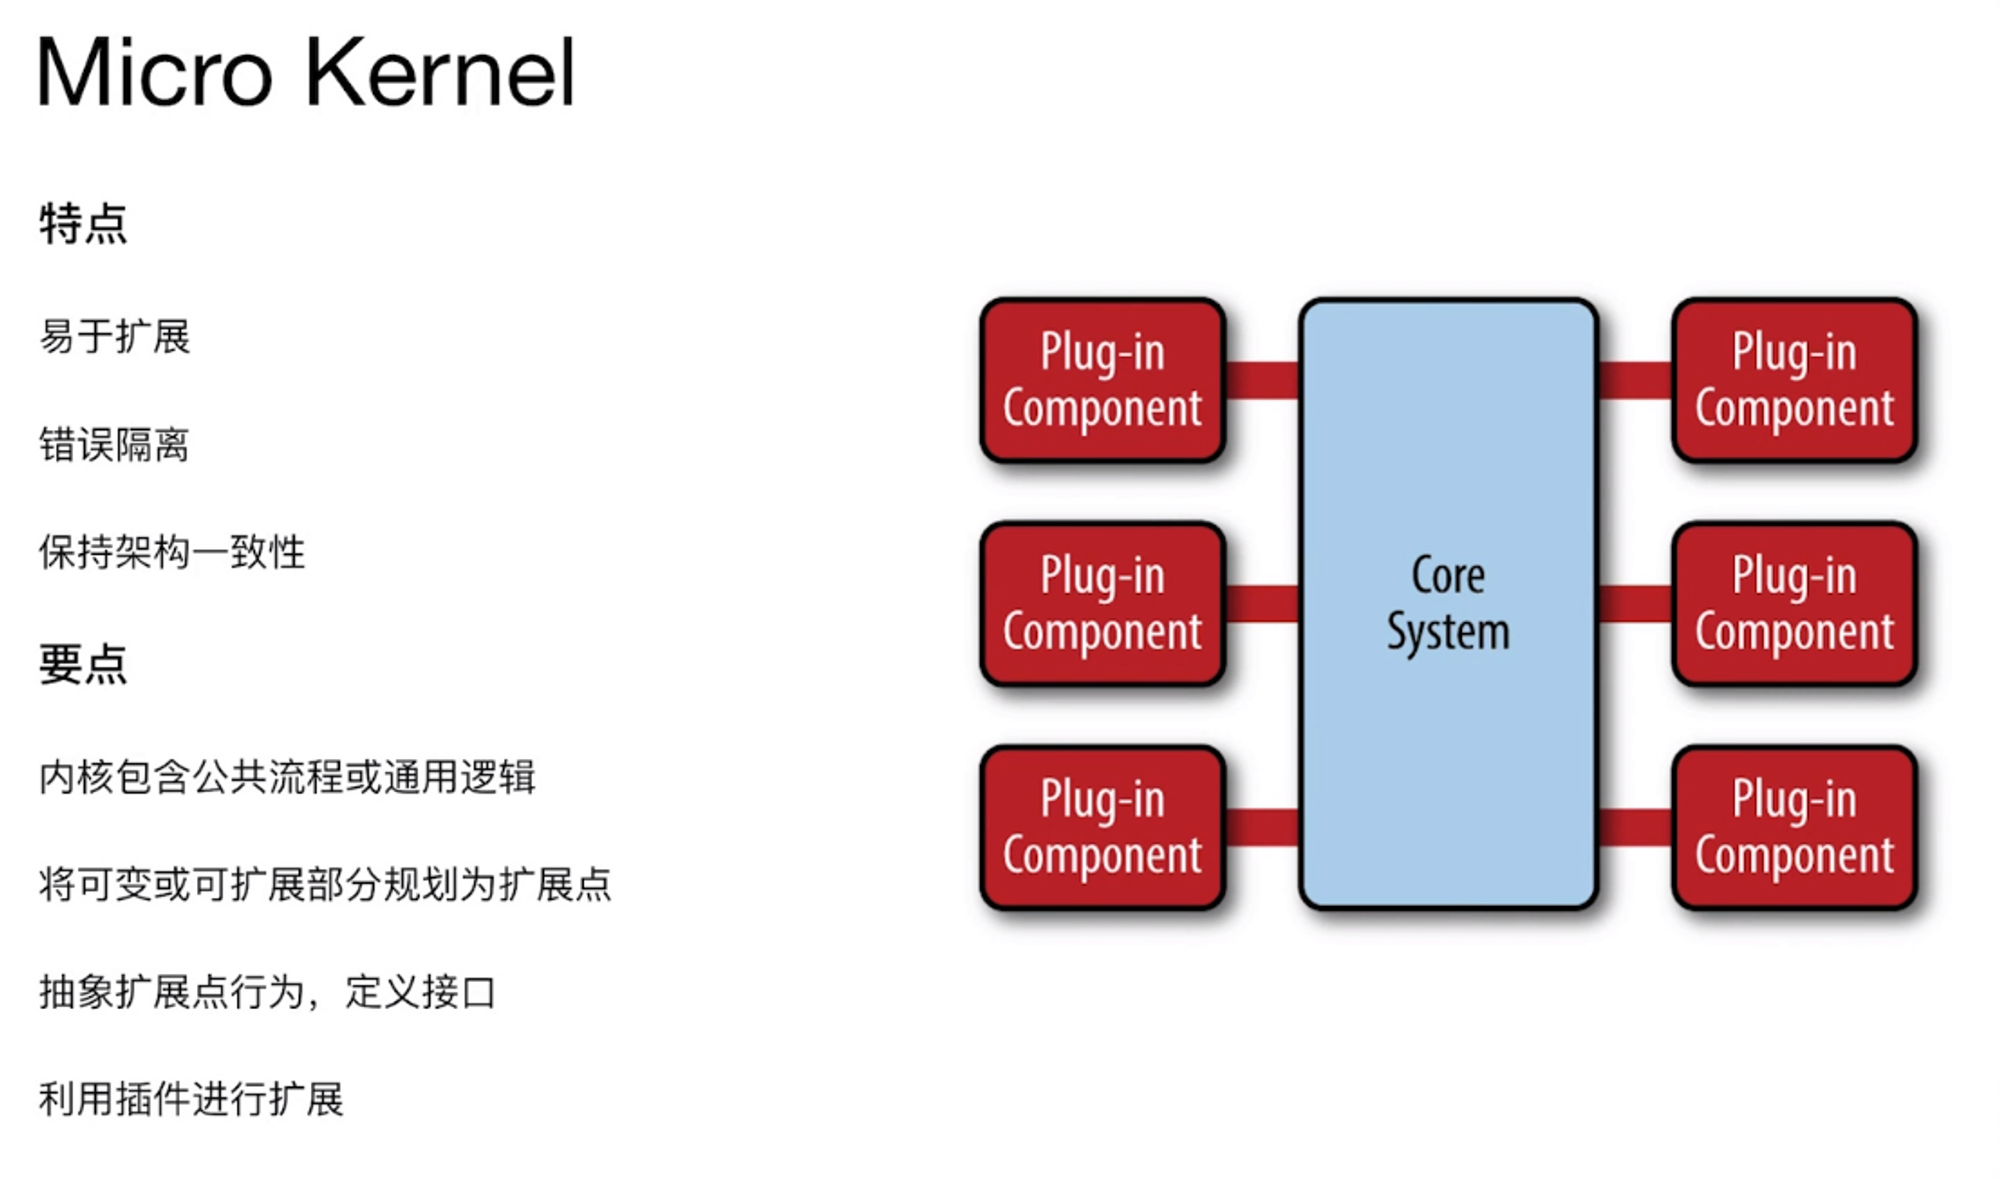 Micro Kernel
特点
易于扩展
错误隔离
保持架构一致性
要点
内核包含公共流程或通用逻辑
将可变或可扩展部分规划为扩展点
抽象扩展点行为，定义接口
利用插件进行扩展
Plug-in
Component
Plug-in
Component
Plug-in
Component
Core
System
Plug-in
Component
Plug-in
Component
Plug-in
Component